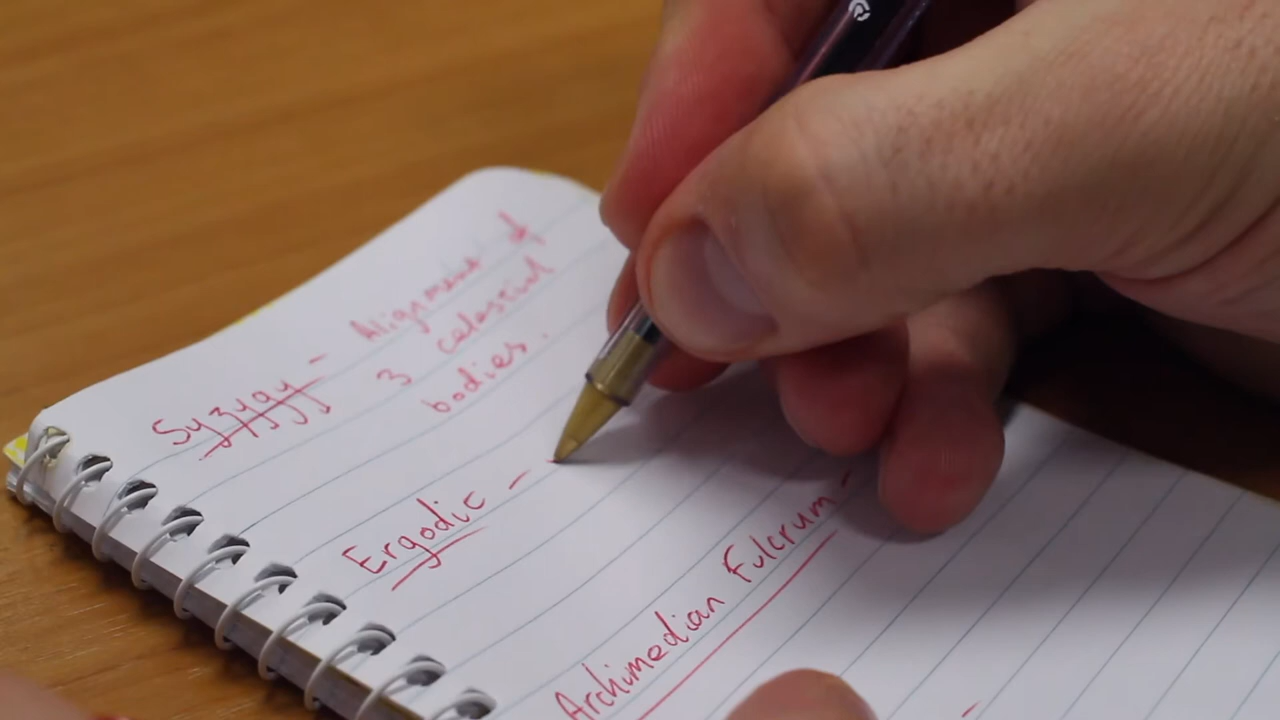 Syzygy - Alignment of
3 celestial
bodies.
Ergodic -
Archimedian Fulcrum -